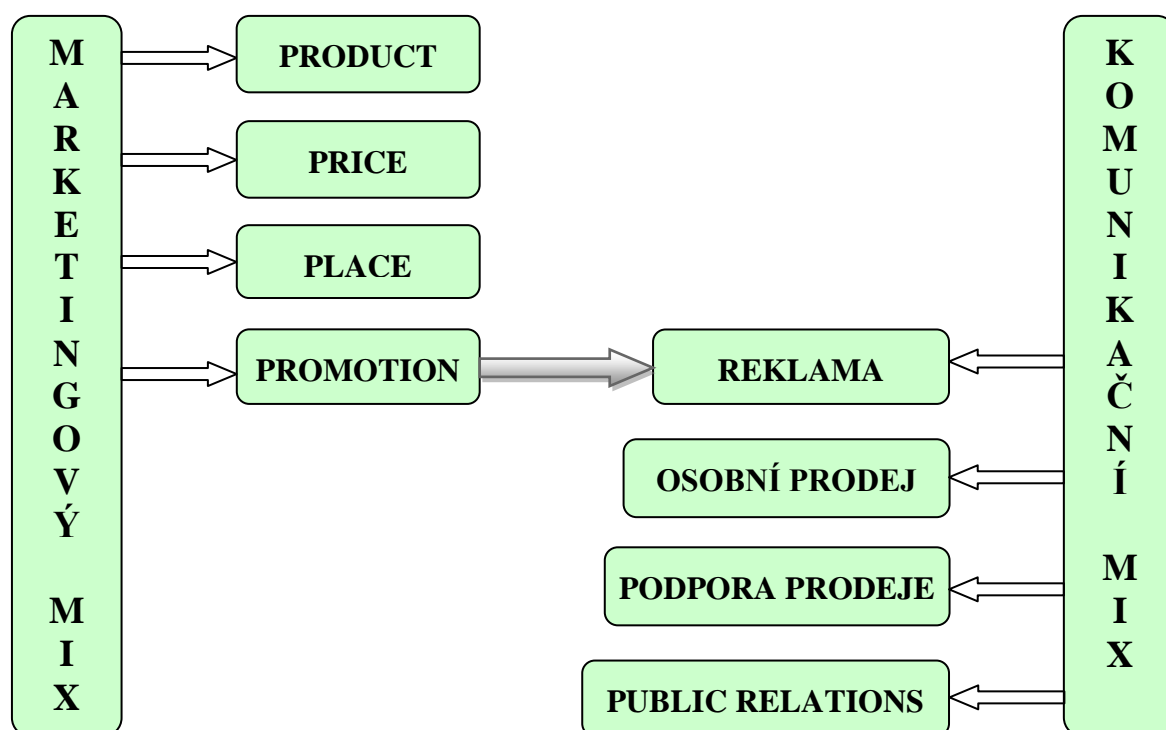 MARKETINGOVÝ MIX
PRODUCT
PRICE
PLACE
PROMOTION
REKLAMA
OSOBNÍ PRODEJ
PODPORA PRODEJE
PUBLIC RELATIONS
KOMUNIKAČNÍ MIX